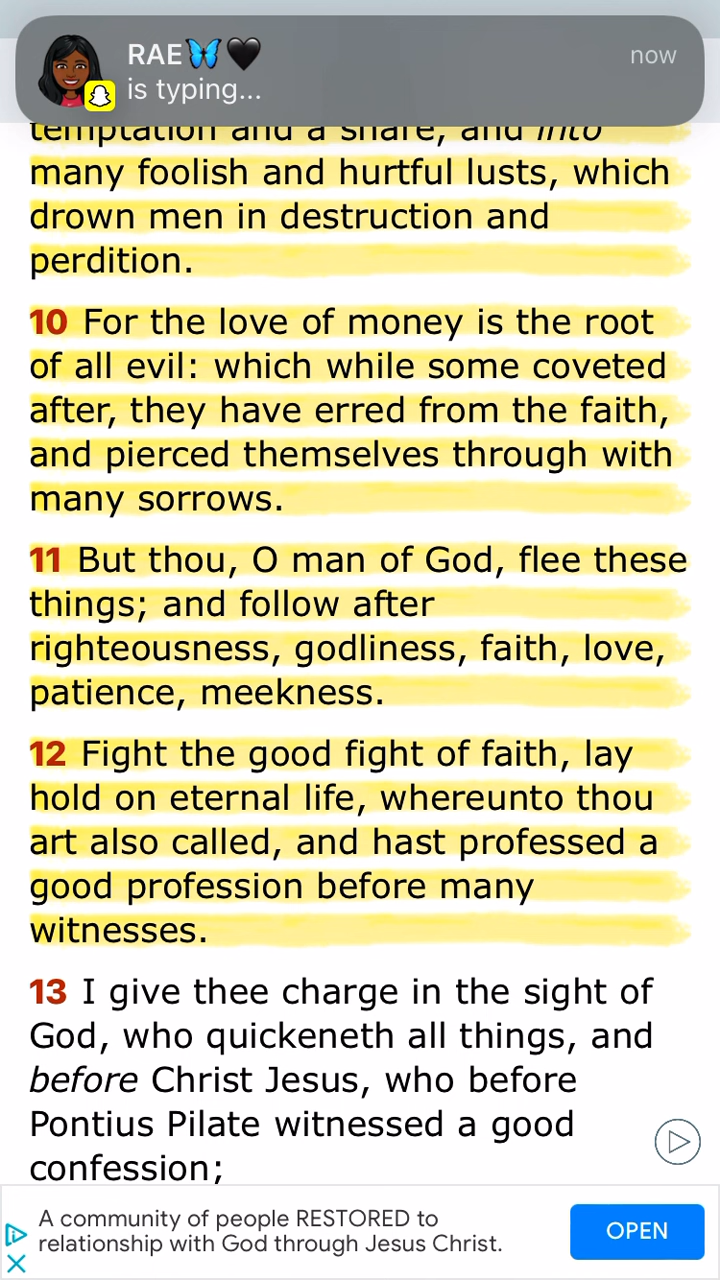 RAE🦋🖤
now
is typing...
temptation and a snare, and into
many foolish and hurtful lusts, which
drown men in destruction and
perdition.
10 For the love of money is the root
of all evil: which while some coveted
after, they have erred from the faith,
and pierced themselves through with
many sorrows.
11 But thou, O man of God, flee these
things; and follow after
righteousness, godliness, faith, love,
patience, meekness.
12 Fight the good fight of faith, lay
hold on eternal life, whereunto thou
art also called, and hast professed a
good profession before many
witnesses.
13 I give thee charge in the sight of
God, who quickeneth all things, and
before Christ Jesus, who before
Pontius Pilate witnessed a good
confession;
A community of people RESTORED to
relationship with God through Jesus Christ.
OPEN